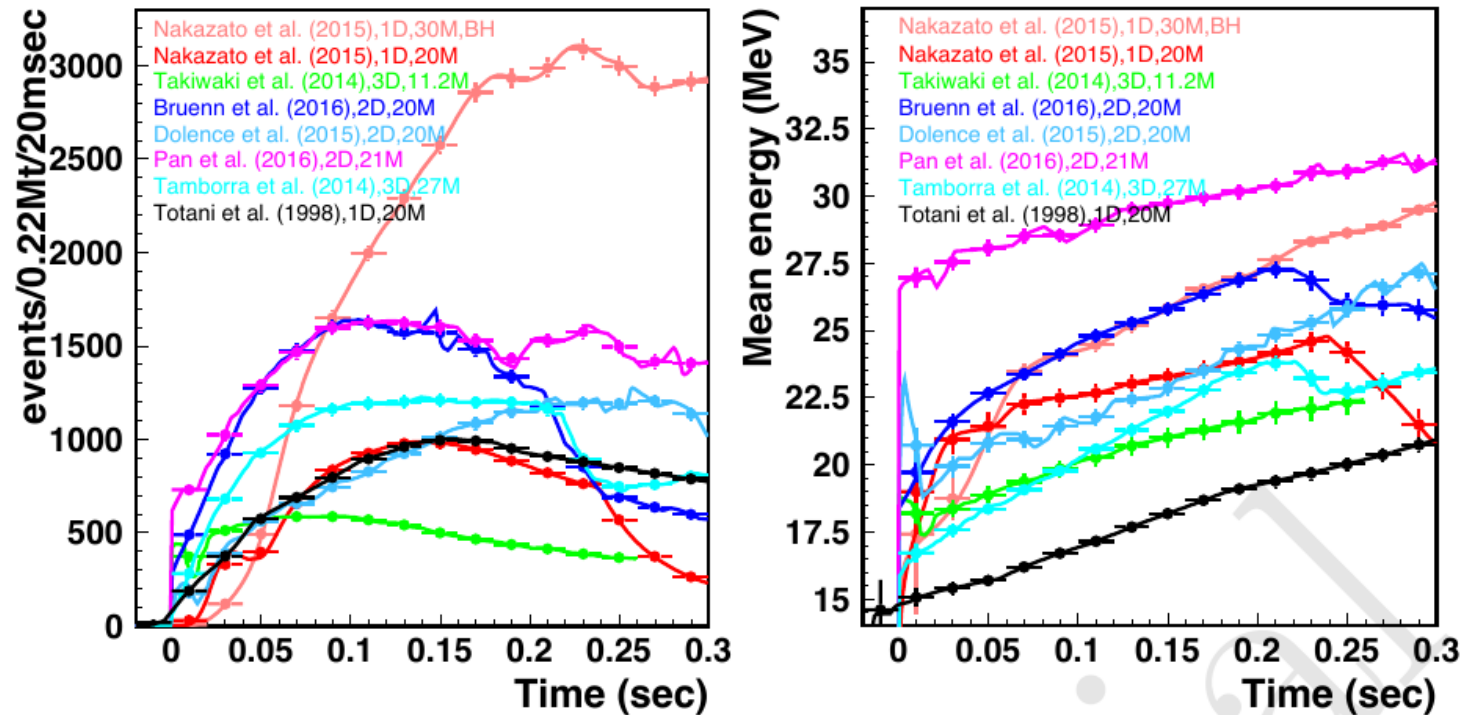 events/0.22Mt/20msec
Nakazato et al. (2015),1D,30M,BH
Nakazato et al. (2015),1D,20M
Takiwaki et al. (2014),3D,11.2M
Bruenn et al. (2016),2D,20M
Dolence et al. (2015),2D,20M
Pan et al. (2016),2D,21M
Tamborra et al. (2014),3D,27M
Totani et al. (1998),1D,20M
3000
2500
2000
1500
1000
500
0
0 0.05 0.1 0.15 0.2 0.25 0.3
Time (sec)
Mean energy (MeV)
Nakazato et al. (2015),1D,30M,BH
Nakazato et al. (2015),1D,20M
Takiwaki et al. (2014),3D,11.2M
Bruenn et al. (2016),2D,20M
Dolence et al. (2015),2D,20M
Pan et al. (2016),2D,21M
Tamborra et al. (2014),3D,27M
Totani et al. (1998),1D,20M
35
32.5
30
27.5
25
22.5
20
17.5
15
0 0.05 0.1 0.15 0.2 0.25 0.3
Time (sec)